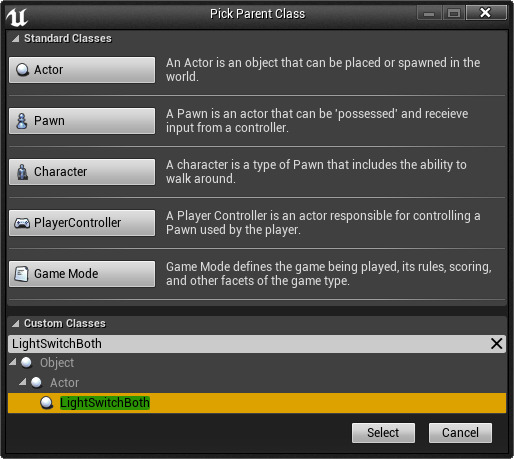 Pick Parent Class
Standard Classes
Actor
An Actor is an object that can be placed or spawned in the
world.
Pawn
A Pawn is an actor that can be 'possessed' and receieve
input from a controller.
Character
A character is a type of Pawn that includes the ability to
walk around.
PlayerController
A Player Controller is an actor responsible for controlling a
Pawn used by the player.
Game Mode
Game Mode defines the game being played, its rules, scoring,
and other facets of the game type.
Custom Classes
LightSwitchBoth
Object
Actor
LightSwitchBoth
Select
Cancel